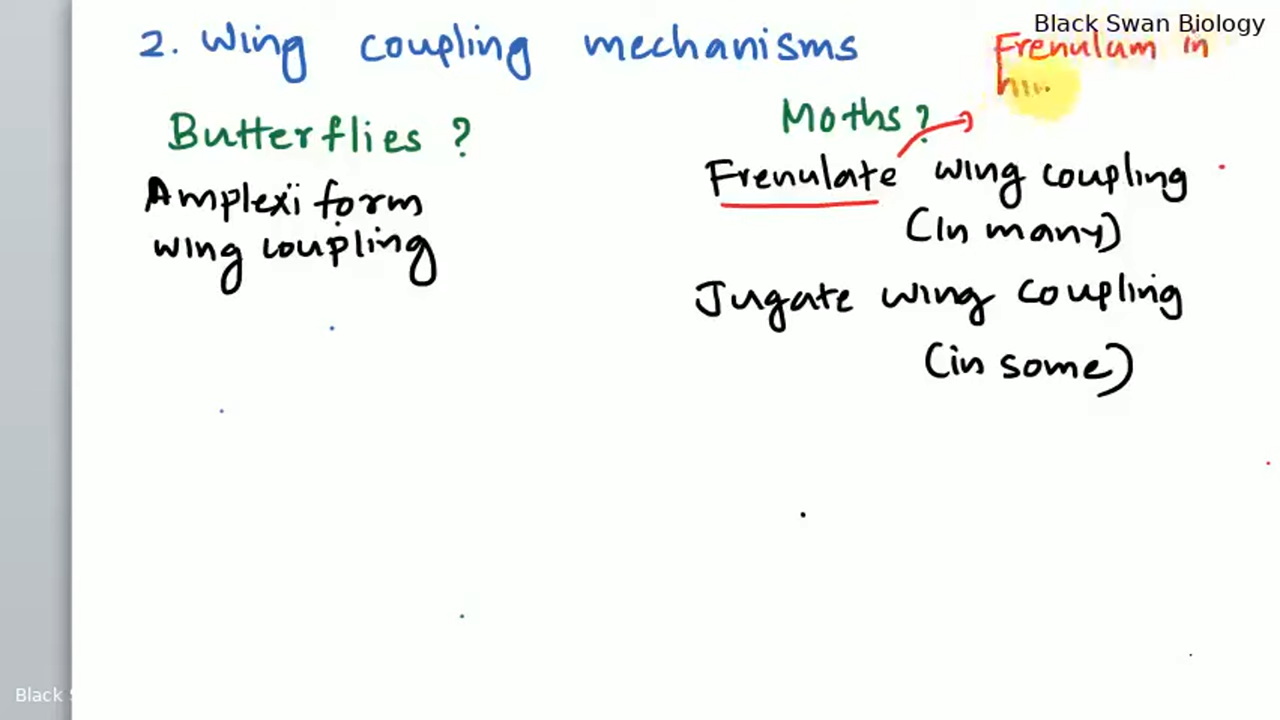 Black Swan Biology
2. Wing coupling mechanisms
Frenulum in
Butterflies ?
Moths ?
Amplexiform
wing coupling
Frenulate wing coupling
(In many)
Jugate wing coupling
(in some)
Black